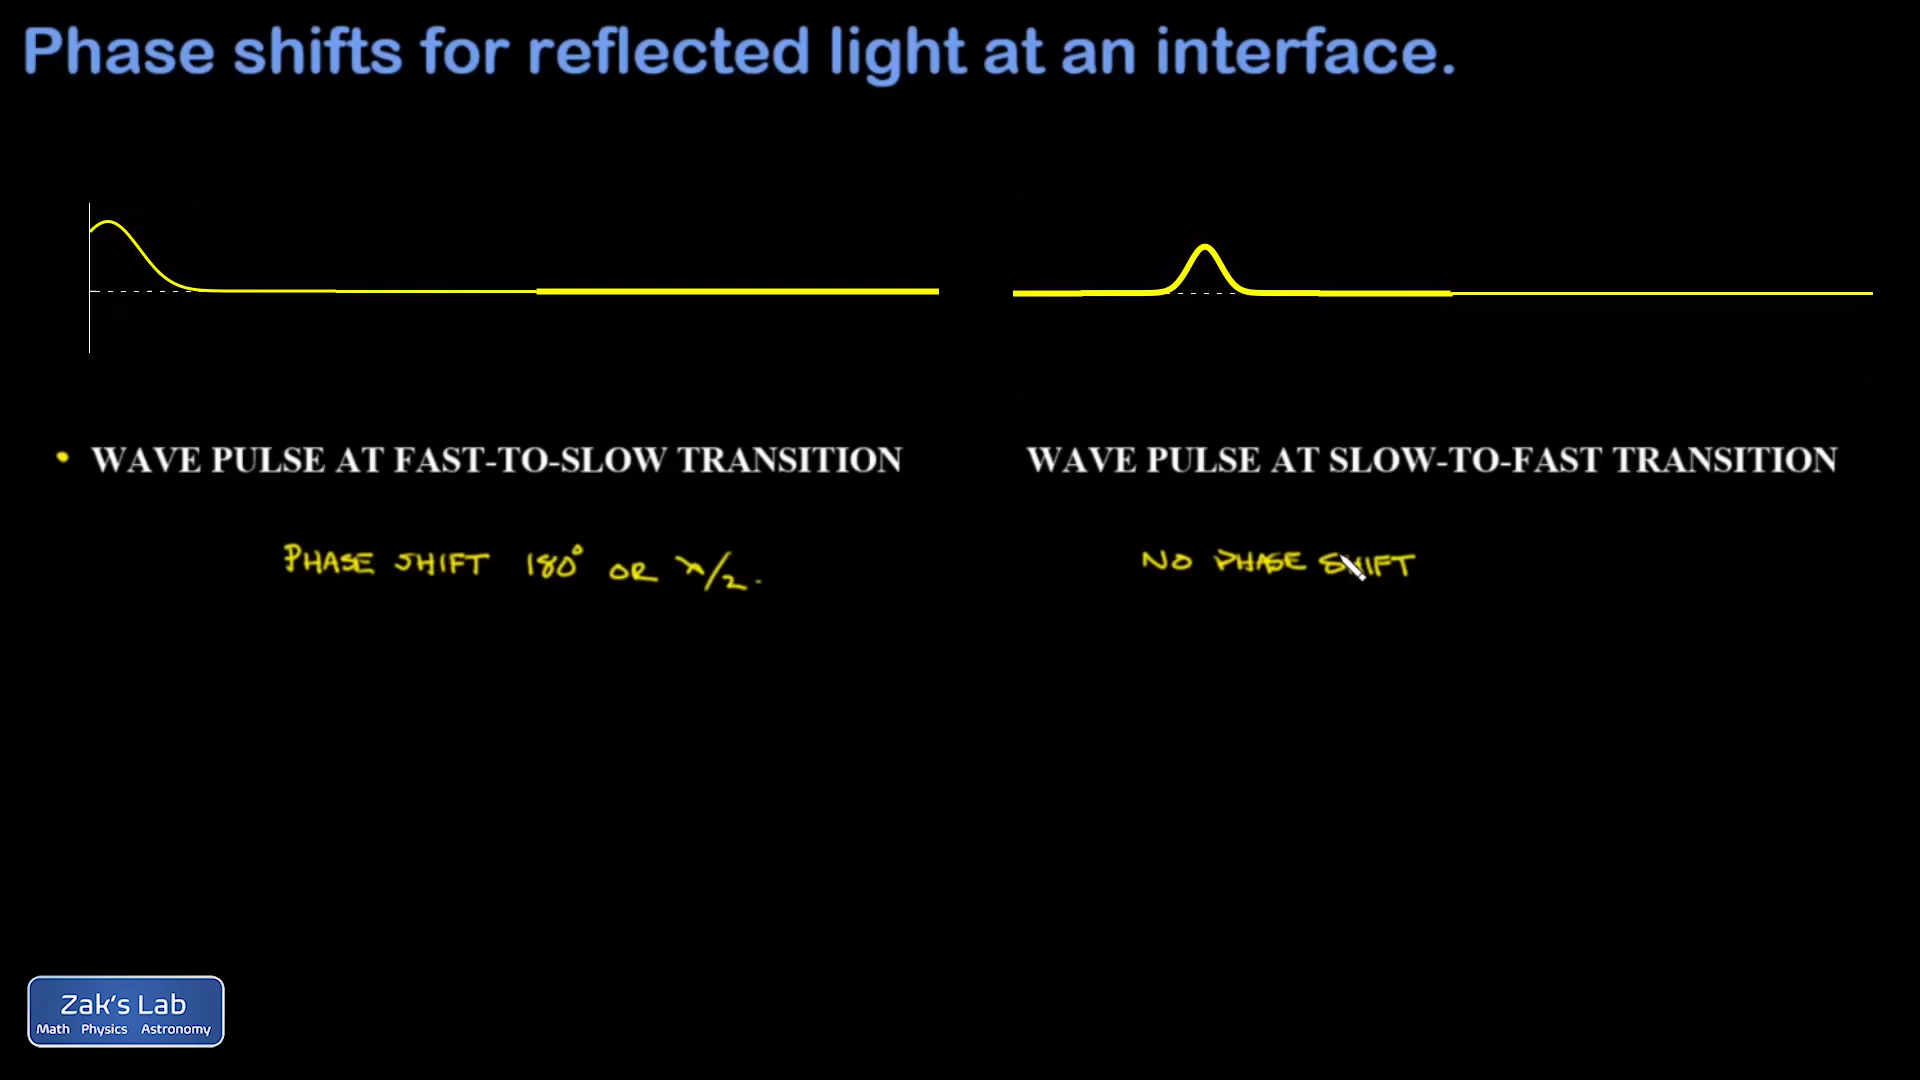 Phase shifts for reflected light at an interface.
• WAVE PULSE AT FAST-TO-SLOW TRANSITION
WAVE PULSE AT SLOW-TO-FAST TRANSITION
PHASE SHIFT 180° OR λ/2.
NO PHASE SHIFT
Zak's Lab
Math Physics Astronomy